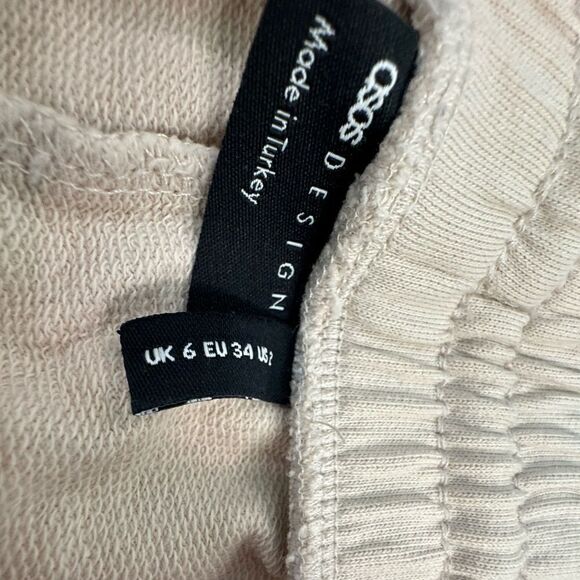 asos DESIGN
Made in Turkey
UK 6 EU 34 US 2